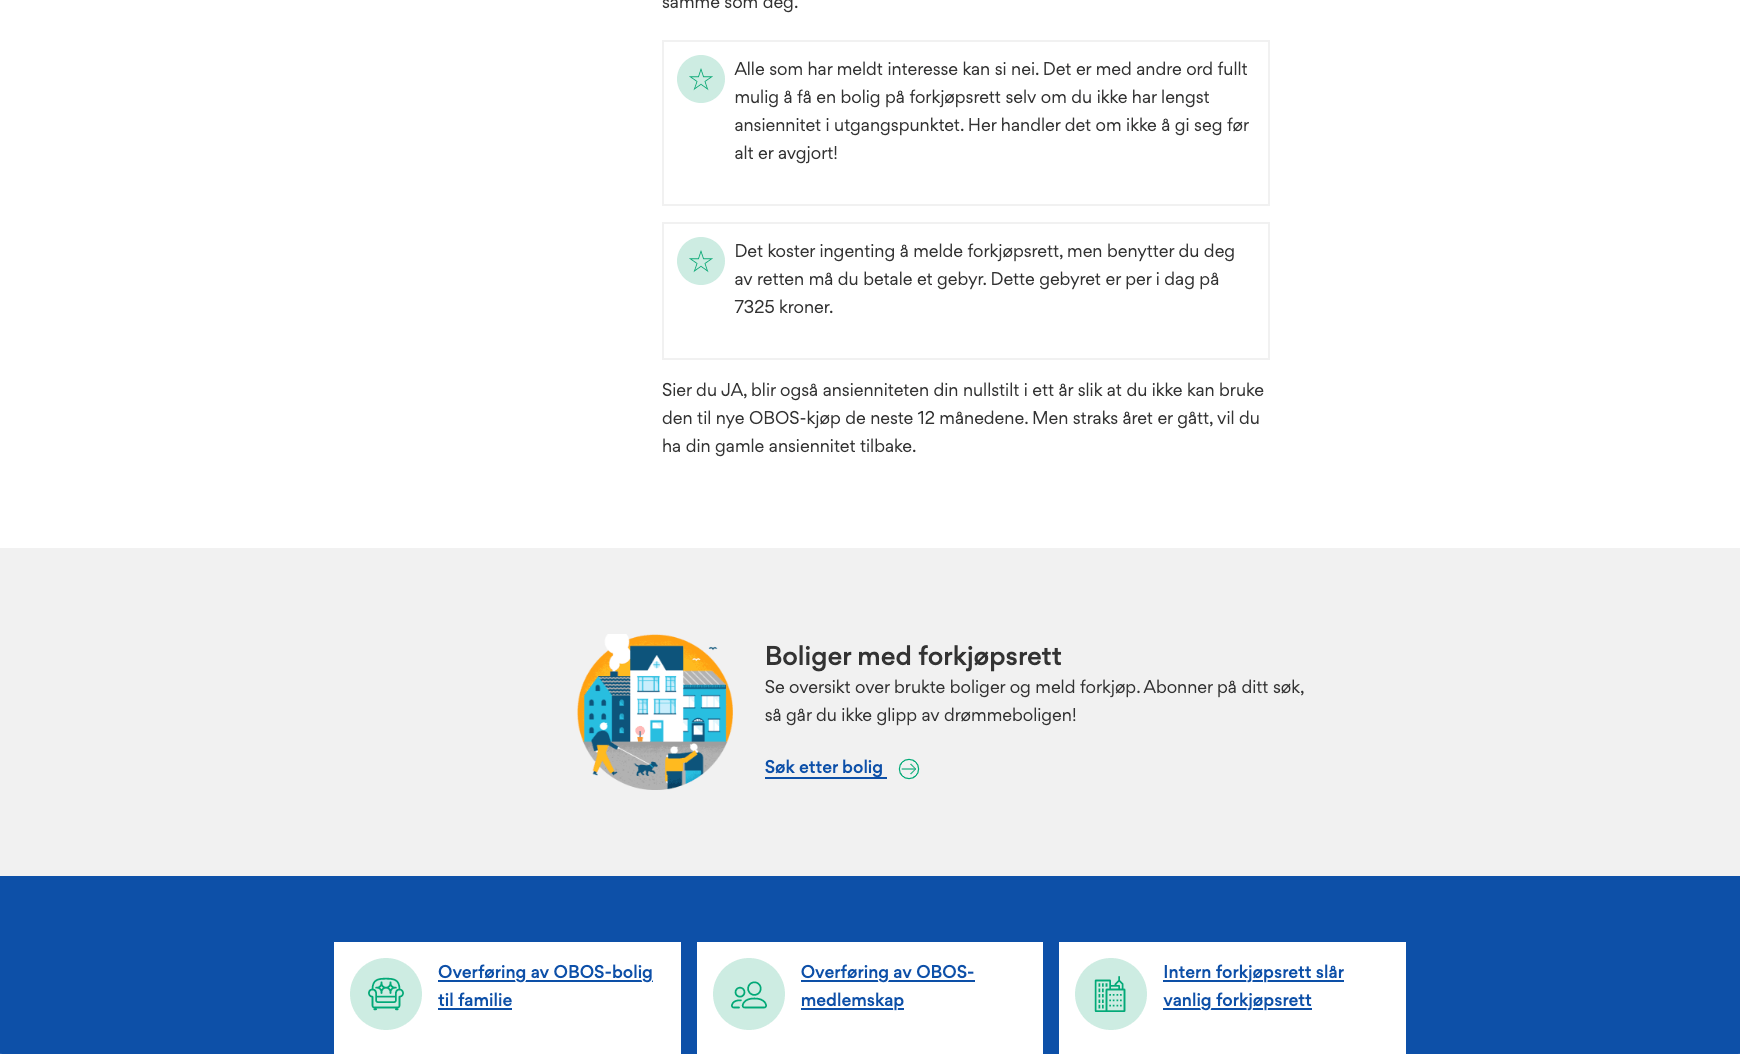 samme som deg.
Alle som har meldt interesse kan si nei. Det er med andre ord fullt
mulig å få en bolig på forkjøpsrett selv om du ikke har lengst
ansiennitet i utgangspunktet. Her handler det om ikke å gi seg før
alt er avgjort!
Det koster ingenting å melde forkjøpsrett, men benytter du deg
av retten må du betale et gebyr. Dette gebyret er per i dag på
7325 kroner.
Sier du JA, blir også ansienniteten din nullstilt i ett år slik at du ikke kan bruke
den til nye OBOS-kjøp de neste 12 månedene. Men straks året er gått, vil du
ha din gamle ansiennitet tilbake.
Boliger med forkjøpsrett
Se oversikt over brukte boliger og meld forkjøp. Abonner på ditt søk,
så går du ikke glipp av drømmeboligen!
Søk etter bolig
Overføring av OBOS-bolig
til familie
Overføring av OBOS-
medlemskap
Intern forkjøpsrett slår
vanlig forkjøpsrett